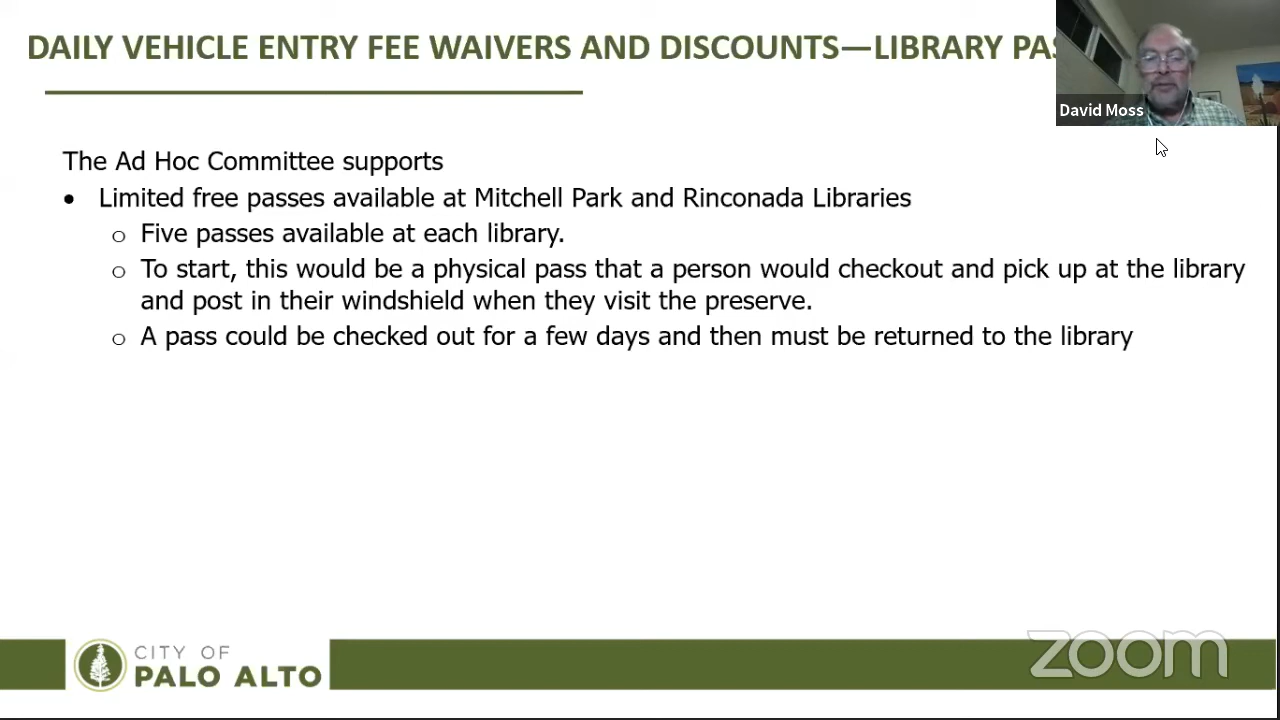 DAILY VEHICLE ENTRY FEE WAIVERS AND DISCOUNTS—LIBRARY
David Moss
The Ad Hoc Committee supports
• Limited free passes available at Mitchell Park and Rinconada Libraries
o Five passes available at each library.
o To start, this would be a physical pass that a person would checkout and pick up at the library
and post in their windshield when they visit the preserve.
o A pass could be checked out for a few days and then must be returned to the library
CITY OF
PALO ALTO
zoom